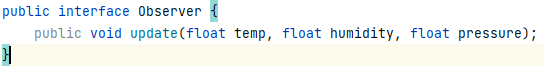 public interface Observer {
    public void update(float temp, float humidity, float pressure);
}